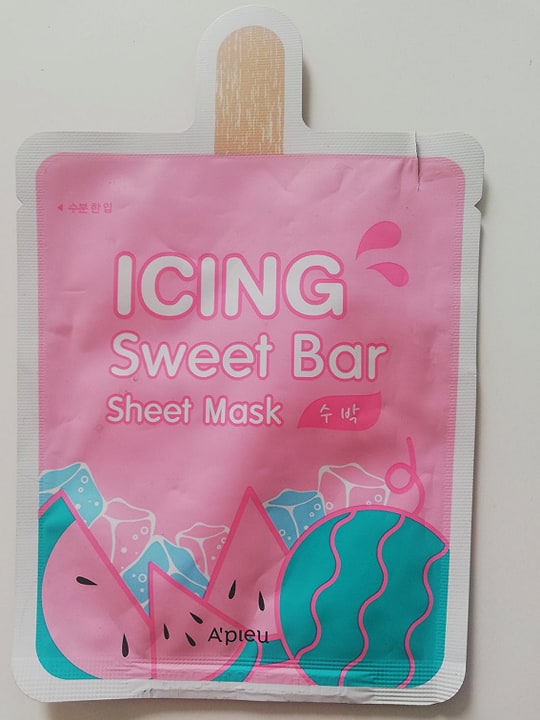 ◀ 수분한입
ICING
Sweet Bar
Sheet Mask 수박
A'pieu